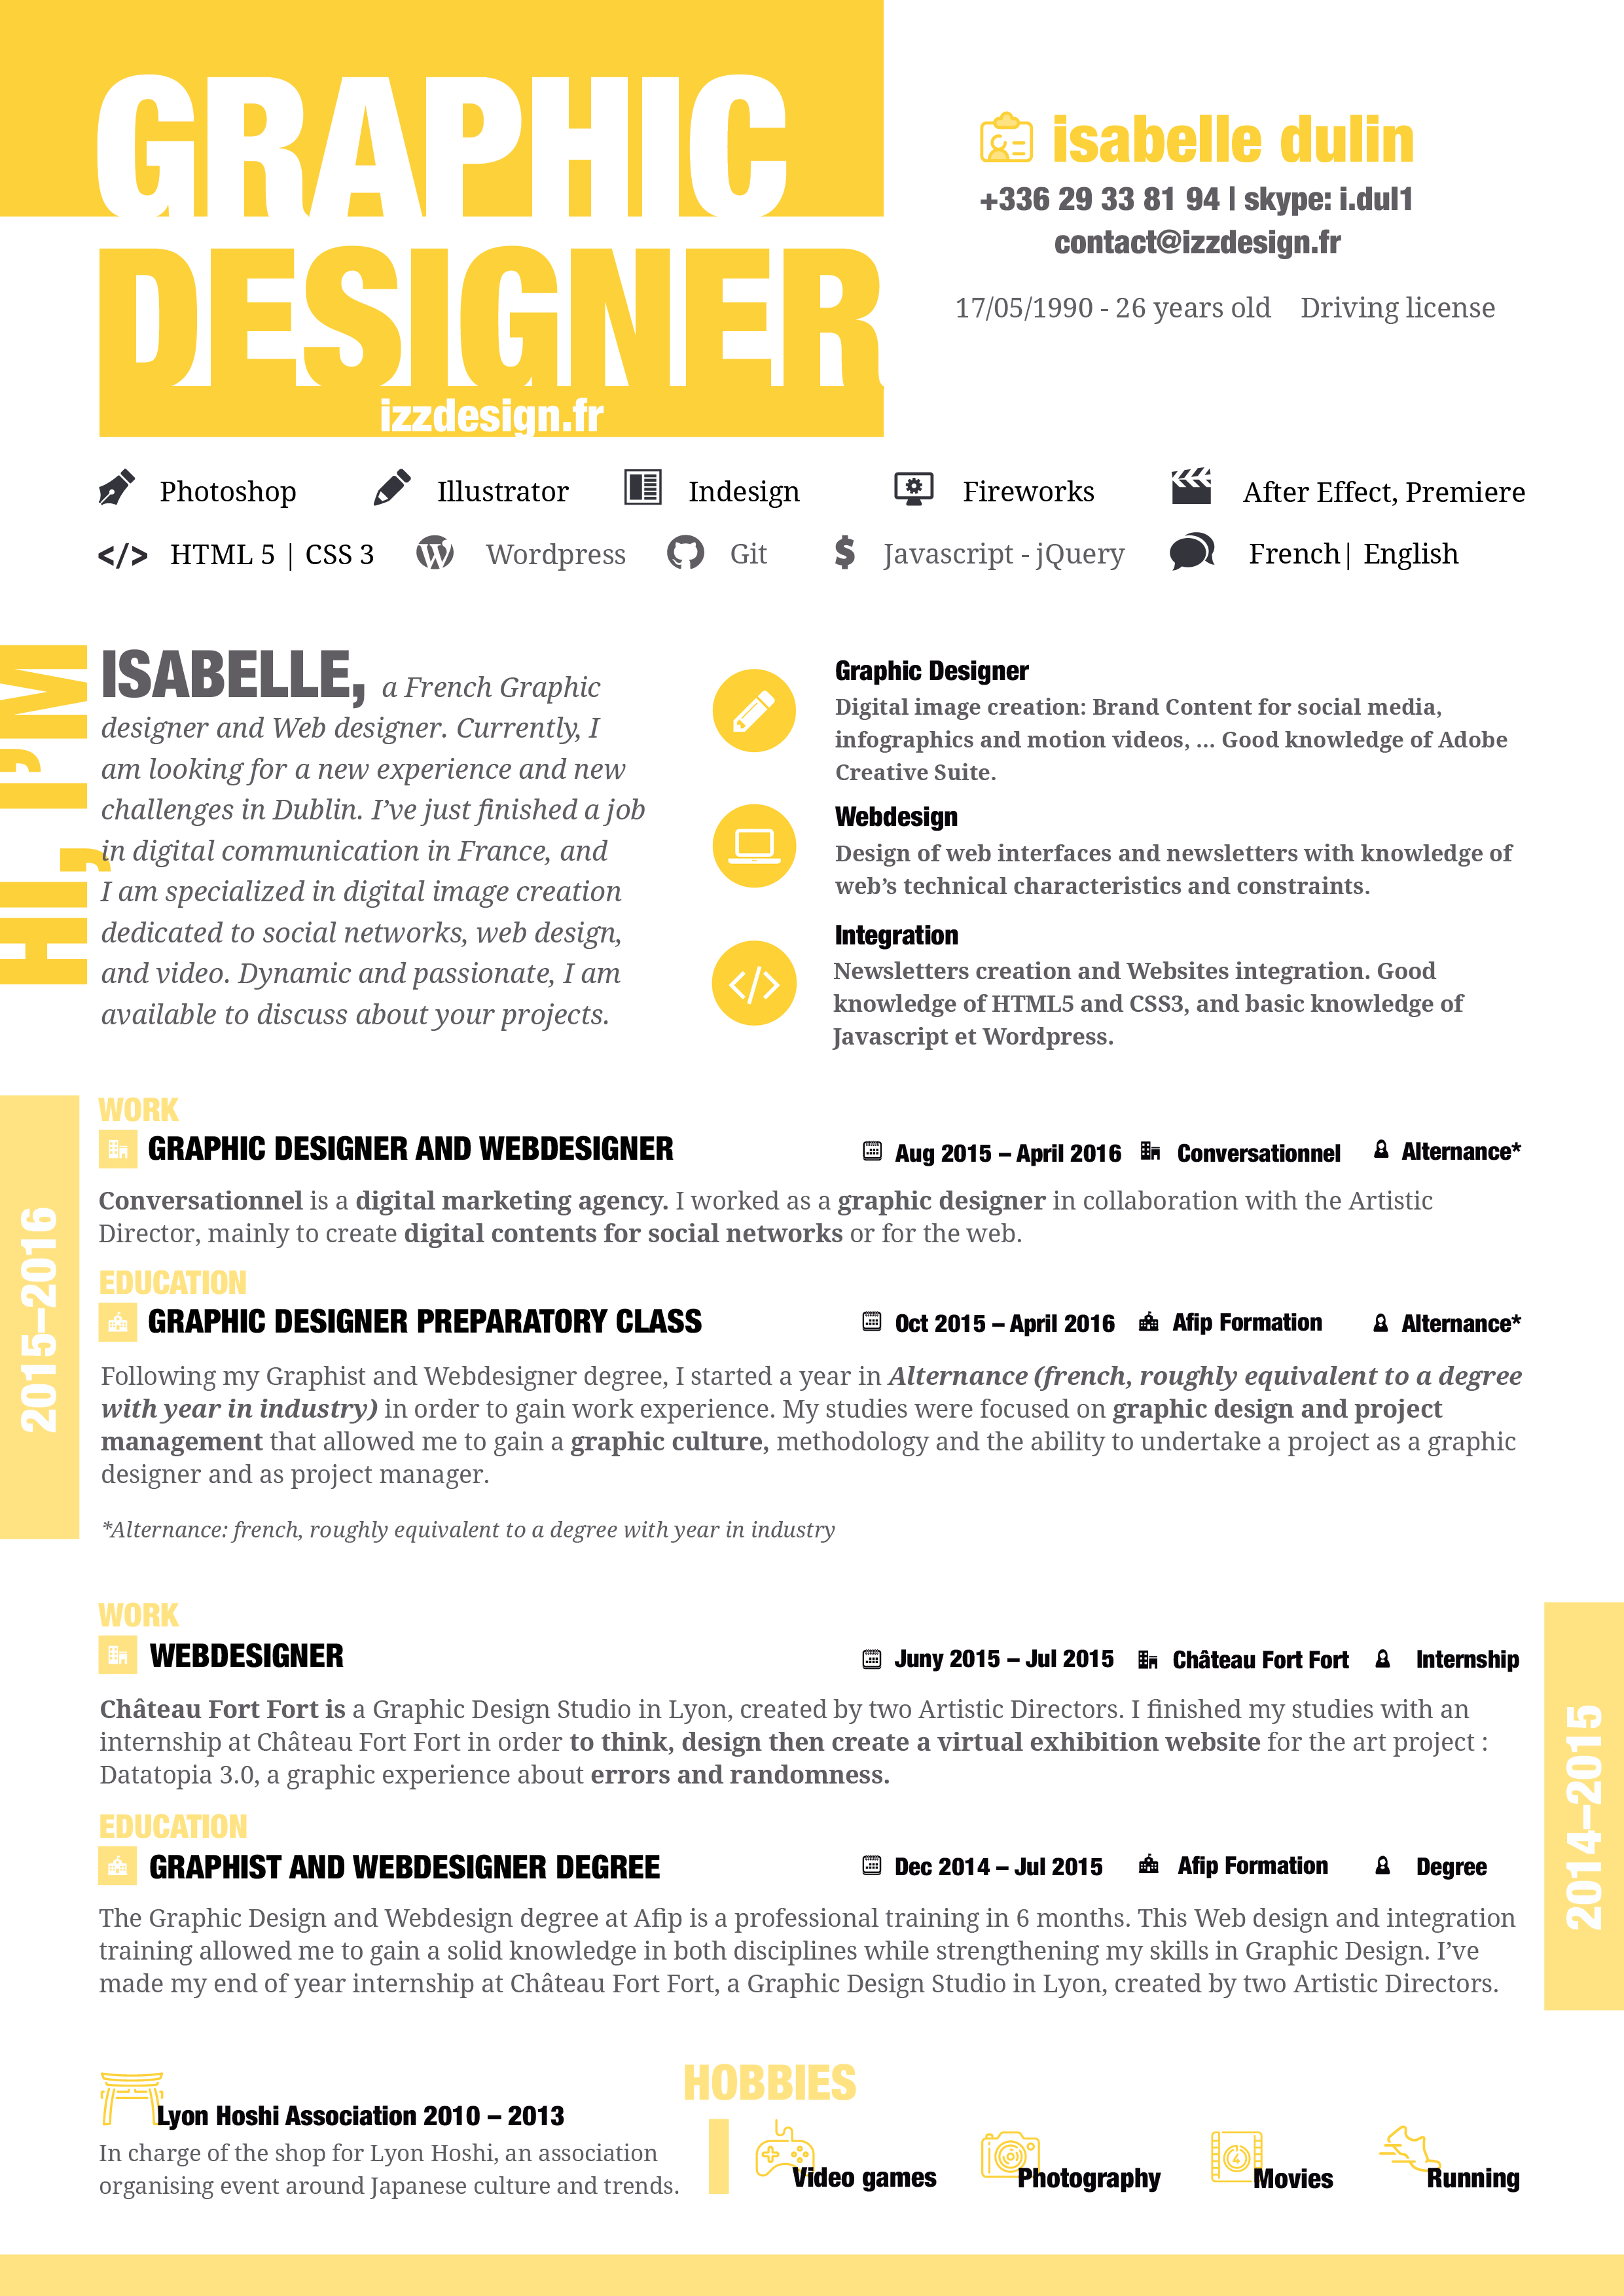 GRAPHIC
DESIGNER
izzdesign.fr
isabelle dulin
+336 29 33 81 94 | skype: i.dul1
contact@izzdesign.fr
17/05/1990 - 26 years old Driving license
Photoshop Illustrator Indesign Fireworks After Effect, Premiere
</> HTML 5 | CSS 3 Wordpress Git $ Javascript - jQuery French| English
HI, I'M
ISABELLE, a French Graphic
designer and Web designer. Currently, I
am looking for a new experience and new
challenges in Dublin. I’ve just finished a job
in digital communication in France, and
I am specialized in digital image creation
dedicated to social networks, web design,
and video. Dynamic and passionate, I am
available to discuss about your projects.
Graphic Designer
Digital image creation: Brand Content for social media,
infographics and motion videos, ... Good knowledge of Adobe
Creative Suite.
Webdesign
Design of web interfaces and newsletters with knowledge of
web’s technical characteristics and constraints.
</>
Integration
Newsletters creation and Websites integration. Good
knowledge of HTML5 and CSS3, and basic knowledge of
Javascript et Wordpress.
2015–2016
WORK
GRAPHIC DESIGNER AND WEBDESIGNER Aug 2015 – April 2016 Conversationnel Alternance*
Conversationnel is a digital marketing agency. I worked as a graphic designer in collaboration with the Artistic
Director, mainly to create digital contents for social networks or for the web.
EDUCATION
GRAPHIC DESIGNER PREPARATORY CLASS Oct 2015 – April 2016 Afip Formation Alternance*
Following my Graphist and Webdesigner degree, I started a year in Alternance (french, roughly equivalent to a degree
with year in industry) in order to gain work experience. My studies were focused on graphic design and project
management that allowed me to gain a graphic culture, methodology and the ability to undertake a project as a graphic
designer and as project manager.
*Alternance: french, roughly equivalent to a degree with year in industry
2014–2015
WORK
WEBDESIGNER Juny 2015 – Jul 2015 Château Fort Fort Internship
Château Fort Fort is a Graphic Design Studio in Lyon, created by two Artistic Directors. I finished my studies with an
internship at Château Fort Fort in order to think, design then create a virtual exhibition website for the art project :
Datatopia 3.0, a graphic experience about errors and randomness.
EDUCATION
GRAPHIST AND WEBDESIGNER DEGREE Dec 2014 – Jul 2015 Afip Formation Degree
The Graphic Design and Webdesign degree at Afip is a professional training in 6 months. This Web design and integration
training allowed me to gain a solid knowledge in both disciplines while strengthening my skills in Graphic Design. I’ve
made my end of year internship at Château Fort Fort, a Graphic Design Studio in Lyon, created by two Artistic Directors.
Lyon Hoshi Association 2010 – 2013
In charge of the shop for Lyon Hoshi, an association
organising event around Japanese culture and trends.
HOBBIES
4
Video games Photography Movies Running